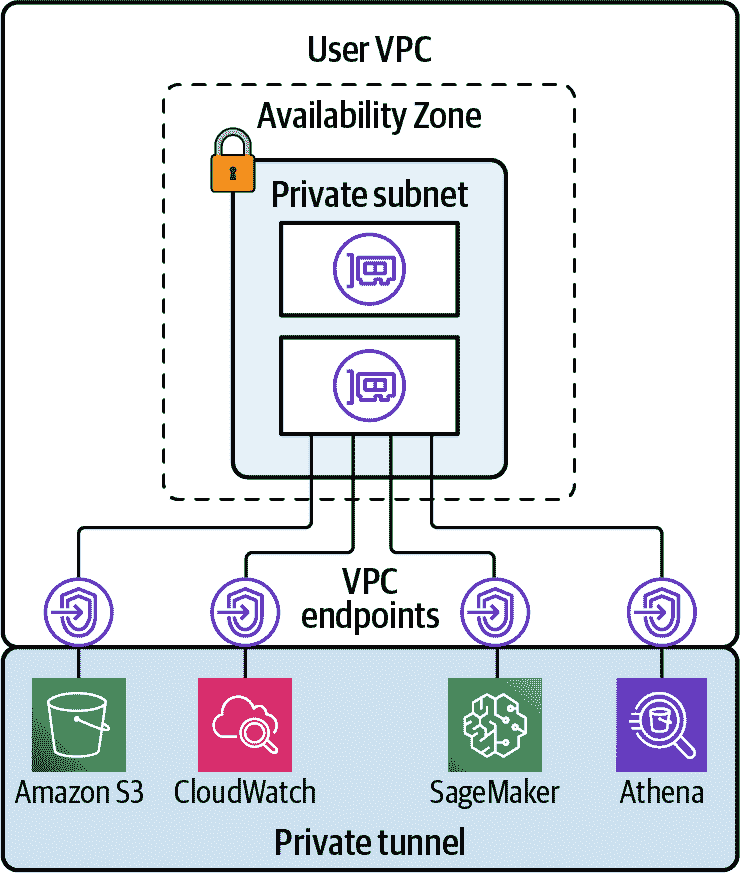 User VPC
Availability Zone
Private subnet
VPC
endpoints
Amazon S3
CloudWatch
SageMaker
Athena
Private tunnel